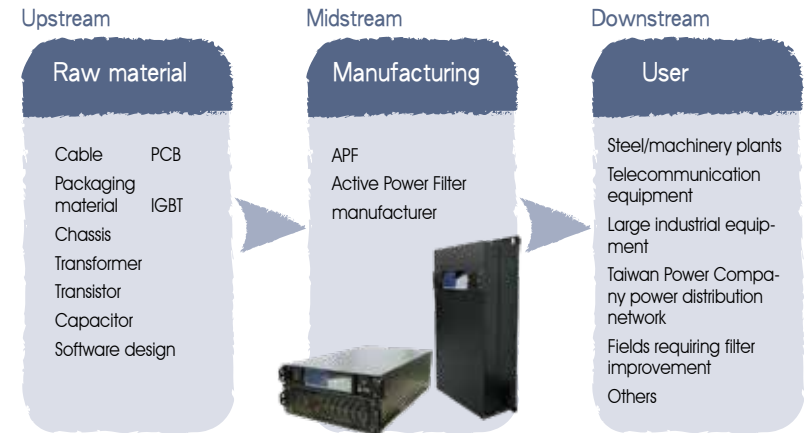 Upstream
Raw material
Cable PCB
Packaging
material IGBT
Chassis
Transformer
Transistor
Capacitor
Software design
Midstream
Manufacturing
APF
Active Power Filter
manufacturer
Downstream
User
Steel/machinery plants
Telecommunication
equipment
Large industrial equip-
ment
Taiwan Power Compa-
ny power distribution
network
Fields requiring filter
improvement
Others